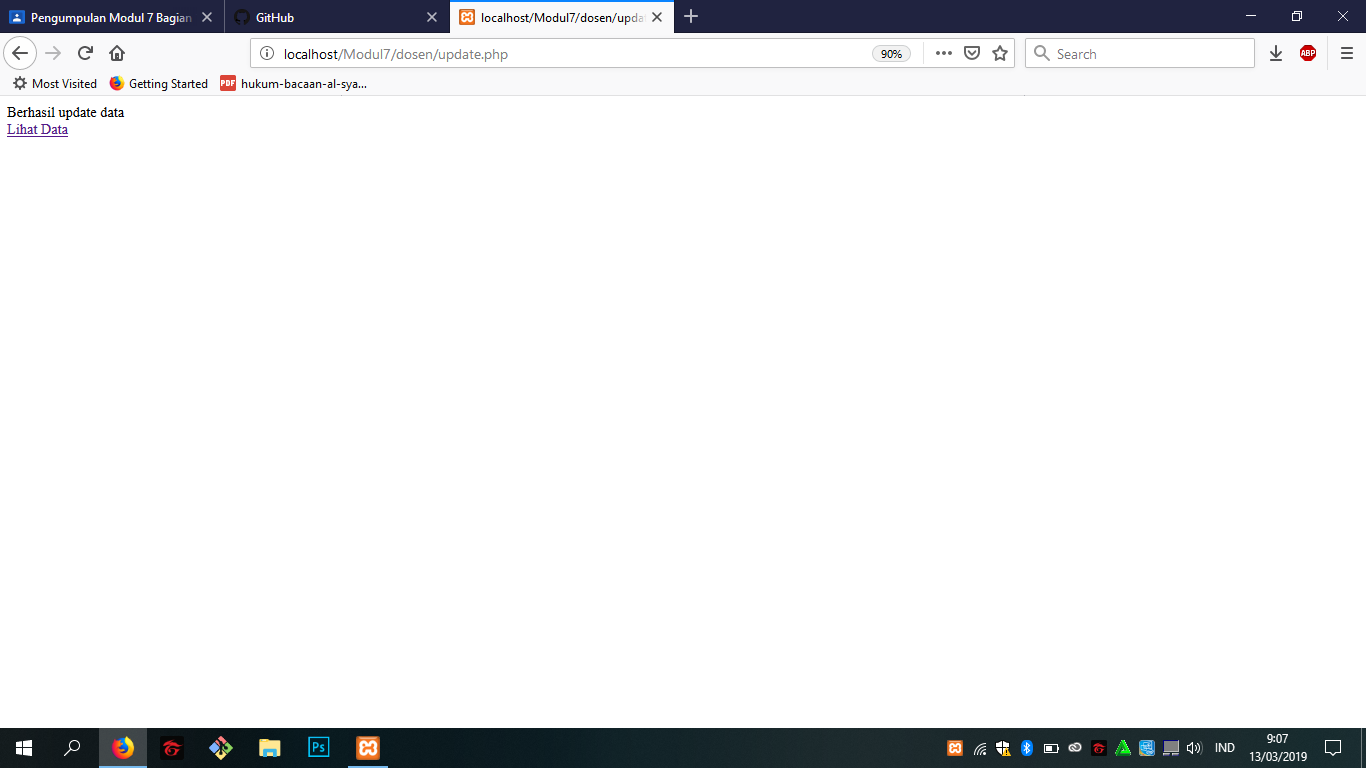 Pengumpulan Modul 7 Bagian
GitHub
localhost/Modul7/dosen/upda
localhost/Modul7/dosen/update.php
90%
Search
ABP
Most Visited
Getting Started
PDF
hukum-bacaan-al-sya...
Berhasil update data
Lihat Data
Ps
IND
9:07
13/03/2019